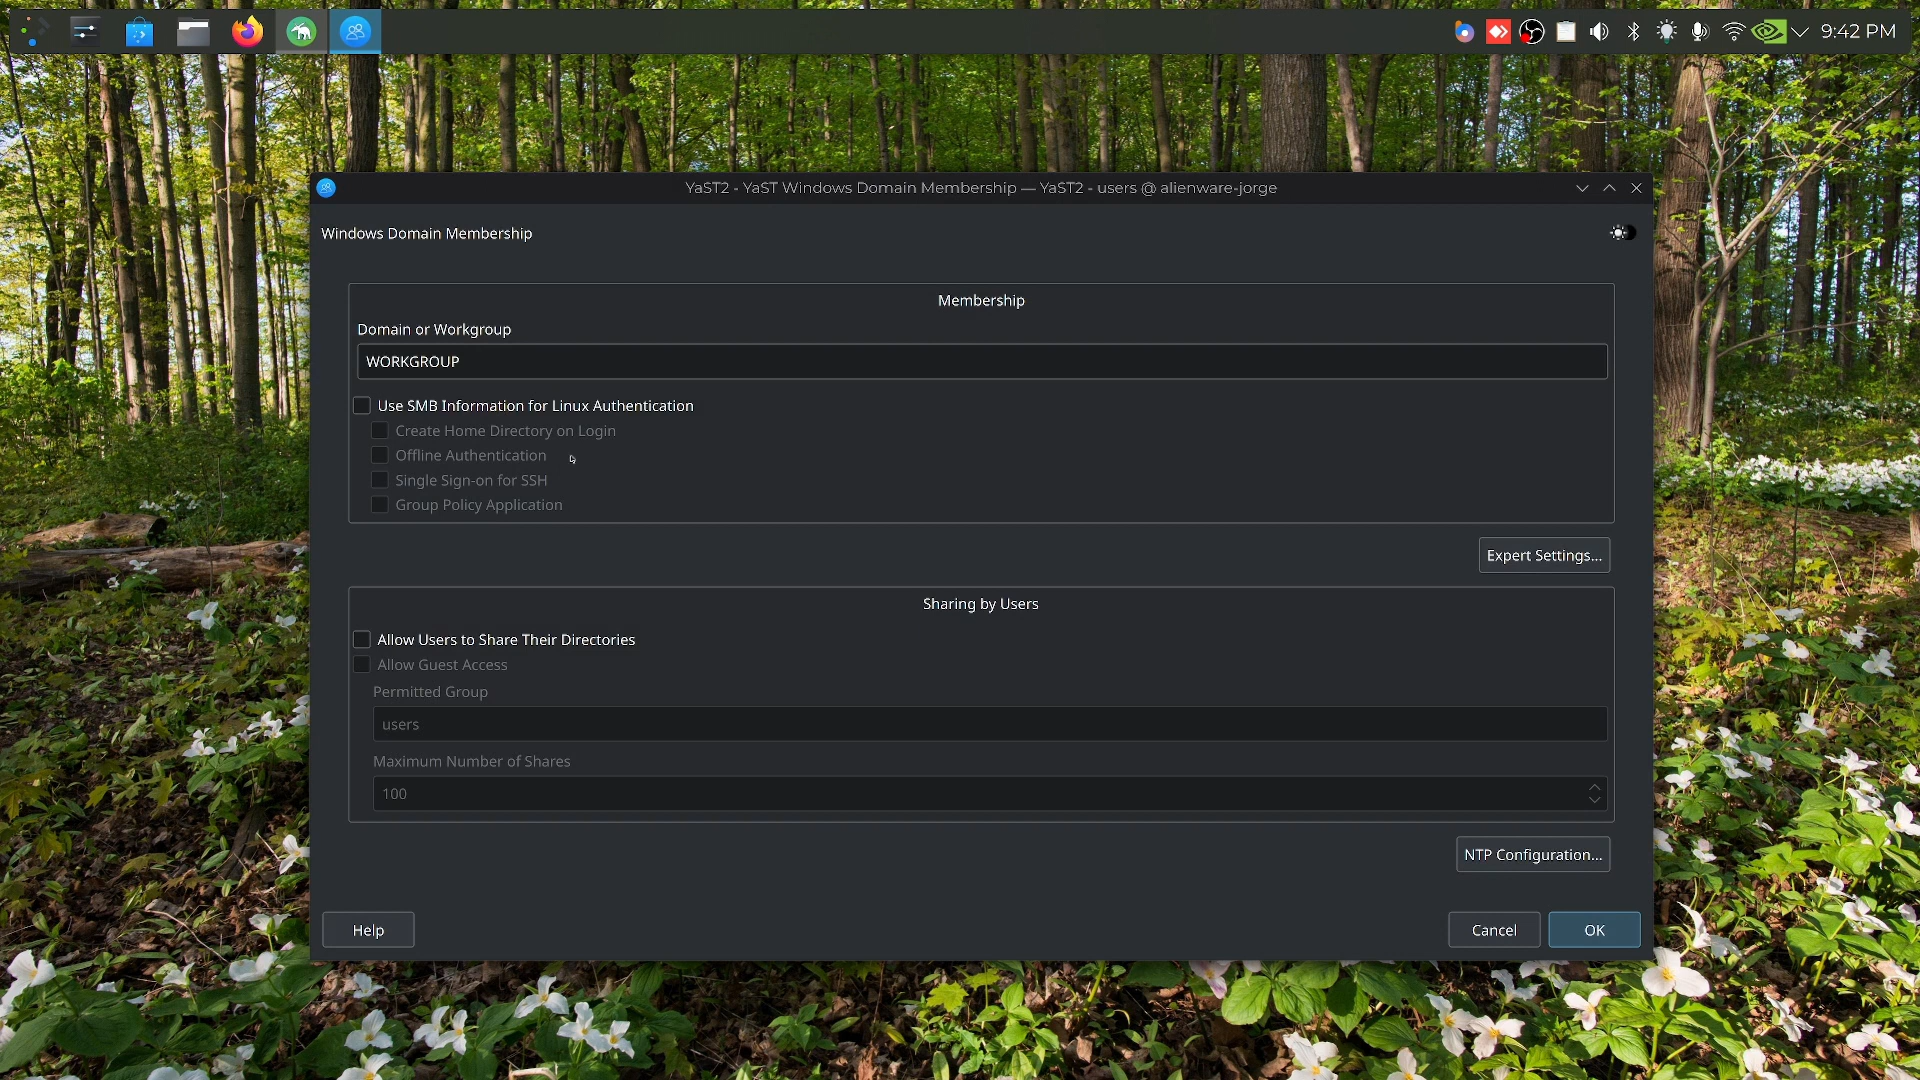 9:42 PM
YaST2 - YaST Windows Domain Membership — YaST2 - users @ alienware-jorge
Windows Domain Membership
Membership
Domain or Workgroup
WORKGROUP
Use SMB Information for Linux Authentication
Create Home Directory on Login
Offline Authentication
Single Sign-on for SSH
Group Policy Application
Expert Settings...
Sharing by Users
Allow Users to Share Their Directories
Allow Guest Access
Permitted Group
users
Maximum Number of Shares
100
NTP Configuration...
Help
Cancel
OK